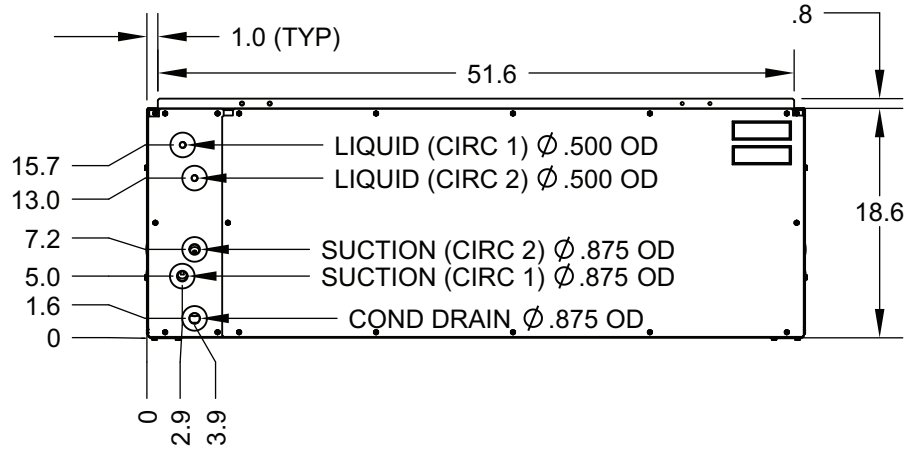 .8
1.0 (TYP)
51.6
15.7
LIQUID (CIRC 1) Ø .500 OD
13.0
LIQUID (CIRC 2) Ø .500 OD
18.6
7.2
SUCTION (CIRC 2) Ø .875 OD
5.0
SUCTION (CIRC 1) Ø .875 OD
1.6
COND DRAIN Ø .875 OD
0
0
2.9
3.9